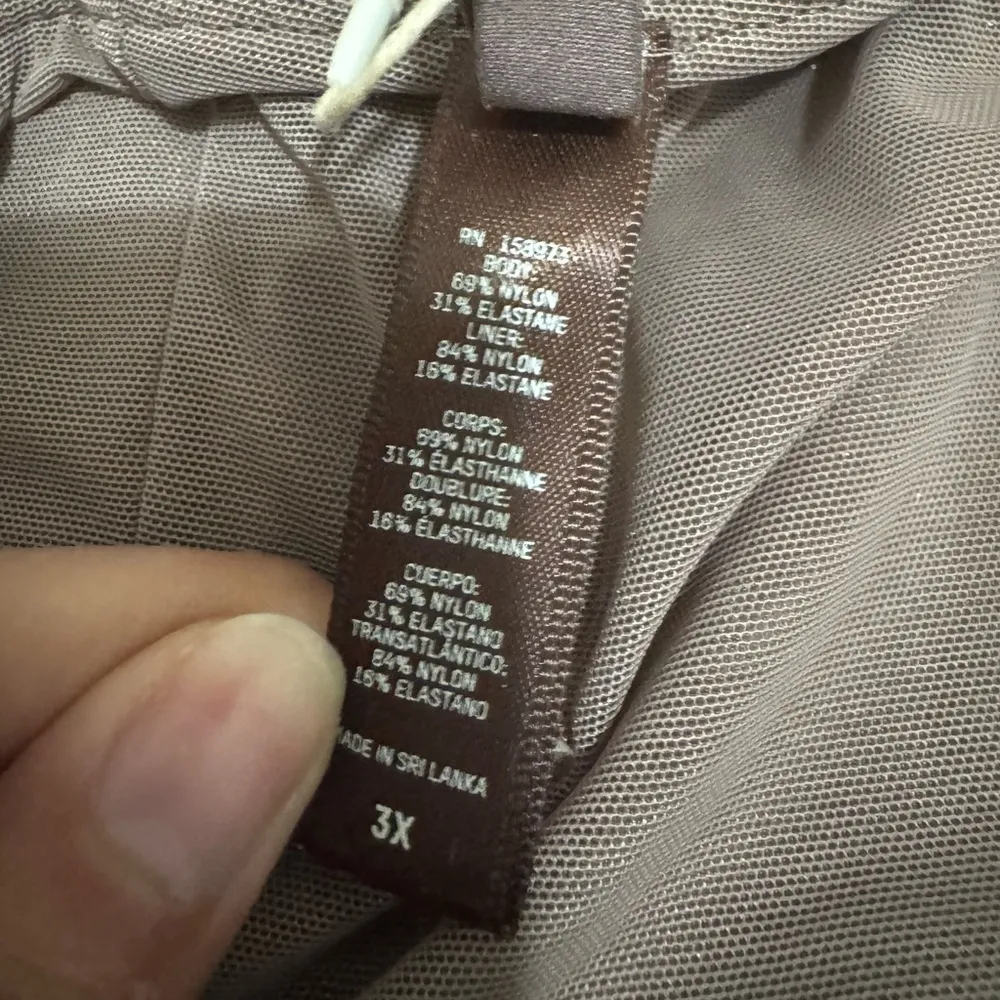 RN 158973
BODY:
69% NYLON
31% ELASTANE
LINER:
84% NYLON
16% ELASTANE
CORPS:
69% NYLON
31% ÉLASTHANNE
DOUBLURE:
84% NYLON
16% ÉLASTHANNE
CUERPO:
69% NYLON
31% ELASTANO
TRANSATLÁNTICO:
84% NYLON
16% ELASTANO
MADE IN SRI LANKA
3X